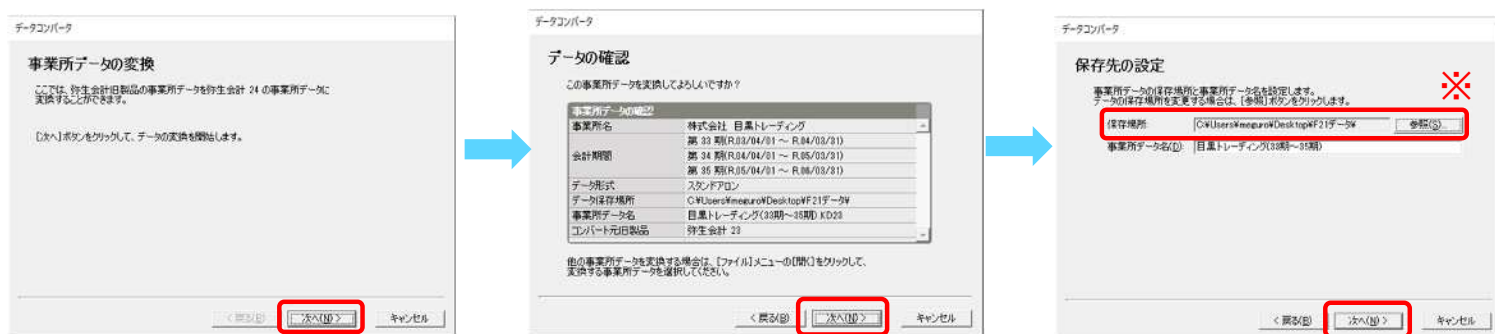 データコンバータ
事業所データの変換
ここでは、弥生会計旧製品の事業所データを弥生会計 24 の事業所データに
変換することができます。
[次へ]ボタンをクリックして、データの変換を開始します。
< 戻る(B)
次へ(N) >
キャンセル
データコンバータ
データの確認
この事業所データを変換してよろしいですか?
事業所データの確認
事業所名 株式会社 目黒トレーディング
会計期間 第 33 期(R.03/04/01 ～ R.04/03/31)
第 34 期(R.04/04/01 ～ R.05/03/31)
第 35 期(R.05/04/01 ～ R.06/03/31)
データ形式 スタンドアロン
データ保存場所 C:¥Users¥meguro¥Desktop¥F21データ¥
事業所データ名 目黒トレーディング(33期～35期).KD23
コンバート元旧製品 弥生会計 23
他の事業所データを変換する場合は、[ファイル]メニューの[開く]をクリックして、
変換する事業所データを選択してください。
< 戻る(B)
次へ(N) >
キャンセル
データコンバータ
保存先の設定
※
事業所データの保存場所と事業所データ名を設定します。
データの保存場所を変更する場合は、[参照]ボタンをクリックします。
保存場所 C:¥Users¥meguro¥Desktop¥F21データ¥ 参照(S)...
事業所データ名(D): 目黒トレーディング(33期～35期)
< 戻る(B)
次へ(N) >
キャンセル